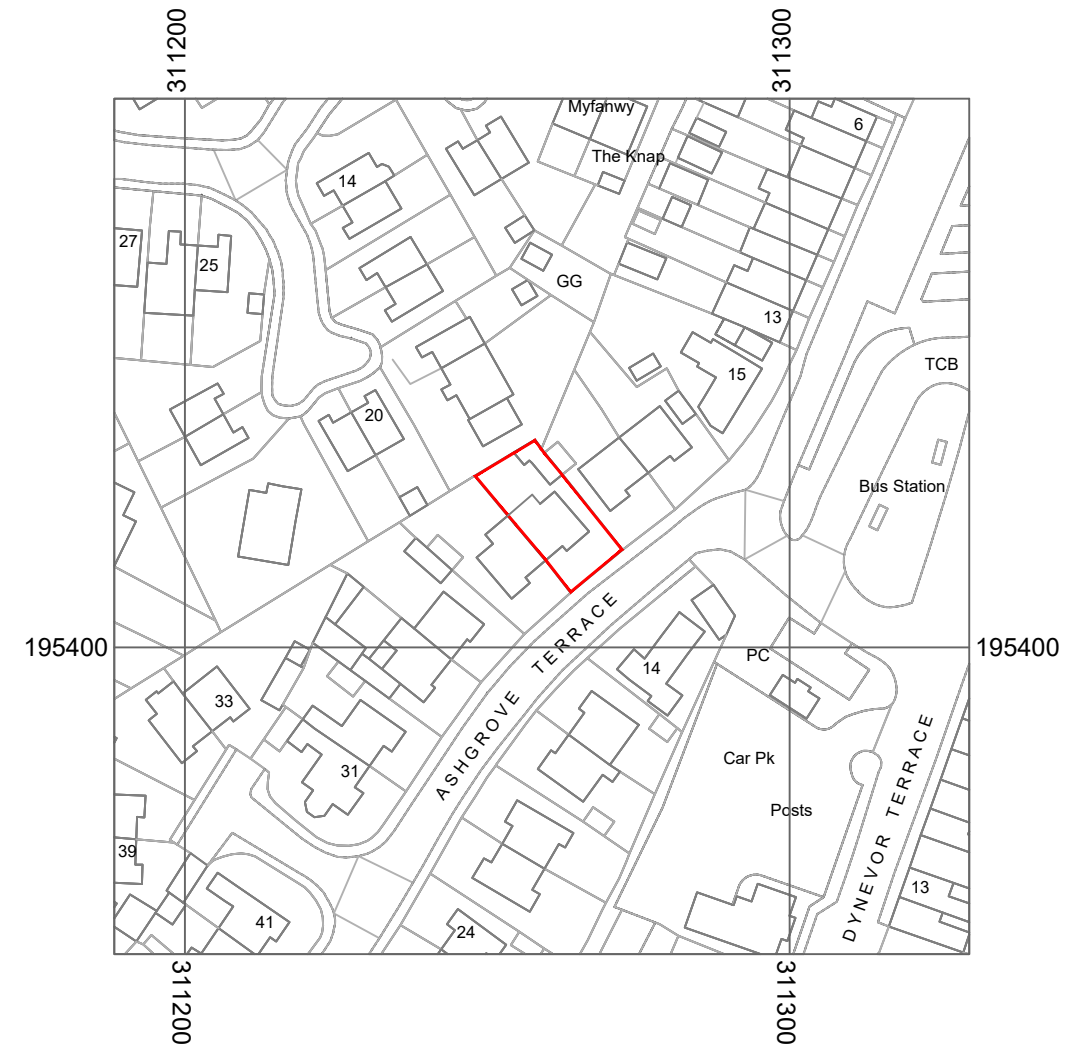 311200
311300
Myfanwy
6
The Knap
14
27
25
GG
13
TCB
15
20
Bus Station
ASHGROVE TERRACE
195400
195400
PC
14
33
Car Pk
31
Posts
DYNEVOR TERRACE
39
13
41
24
311200
311300